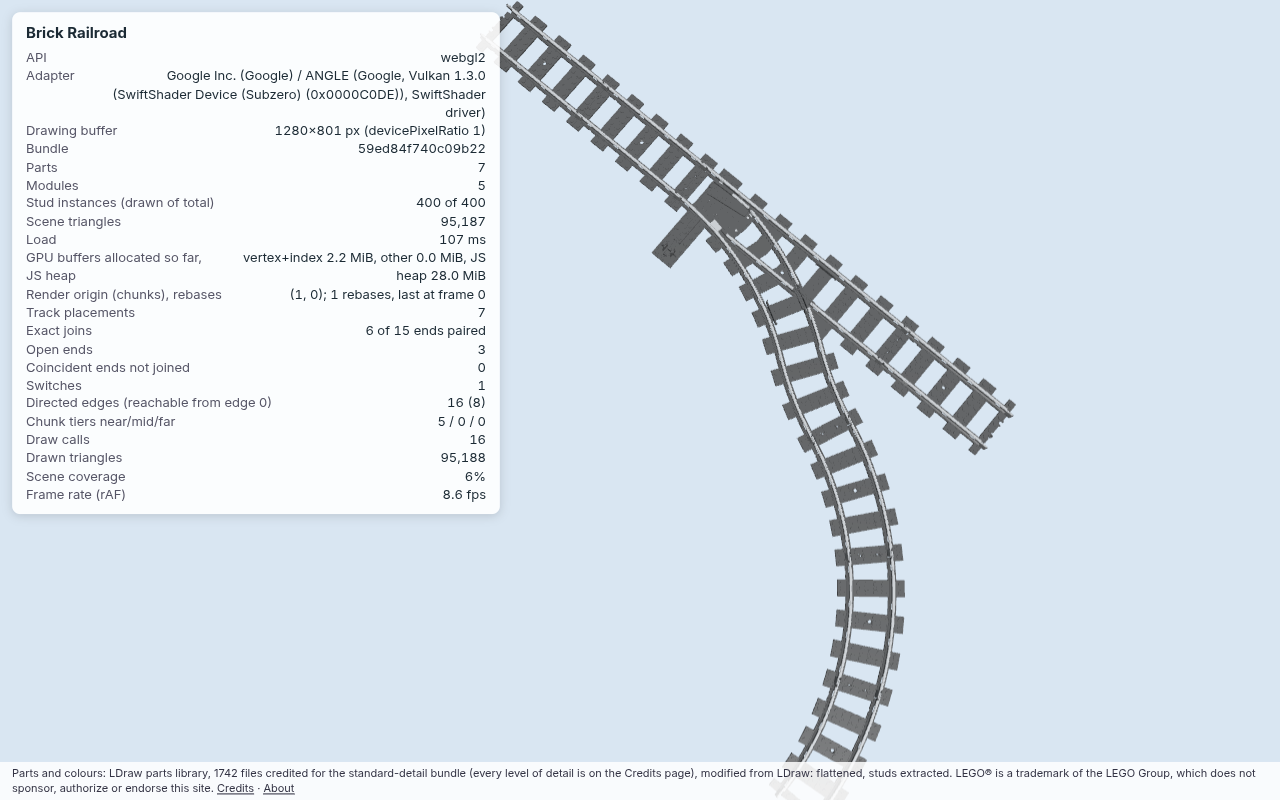 Brick Railroad
API webgl2
Adapter Google Inc. (Google) / ANGLE (Google, Vulkan 1.3.0
(SwiftShader Device (Subzero) (0x0000C0DE)), SwiftShader
driver)
Drawing buffer 1280×801 px (devicePixelRatio 1)
Bundle 59ed84f740c09b22
Parts 7
Modules 5
Stud instances (drawn of total) 400 of 400
Scene triangles 95,187
Load 107 ms
GPU buffers allocated so far, vertex+index 2.2 MiB, other 0.0 MiB, JS
JS heap heap 28.0 MiB
Render origin (chunks), rebases (1, 0); 1 rebases, last at frame 0
Track placements 7
Exact joins 6 of 15 ends paired
Open ends 3
Coincident ends not joined 0
Switches 1
Directed edges (reachable from edge 0) 16 (8)
Chunk tiers near/mid/far 5 / 0 / 0
Draw calls 16
Drawn triangles 95,188
Scene coverage 6%
Frame rate (rAF) 8.6 fps
Parts and colours: LDraw parts library, 1742 files credited for the standard-detail bundle (every level of detail is on the Credits page), modified from LDraw: flattened, studs extracted. LEGO® is a trademark of the LEGO Group, which does not
sponsor, authorize or endorse this site. Credits · About